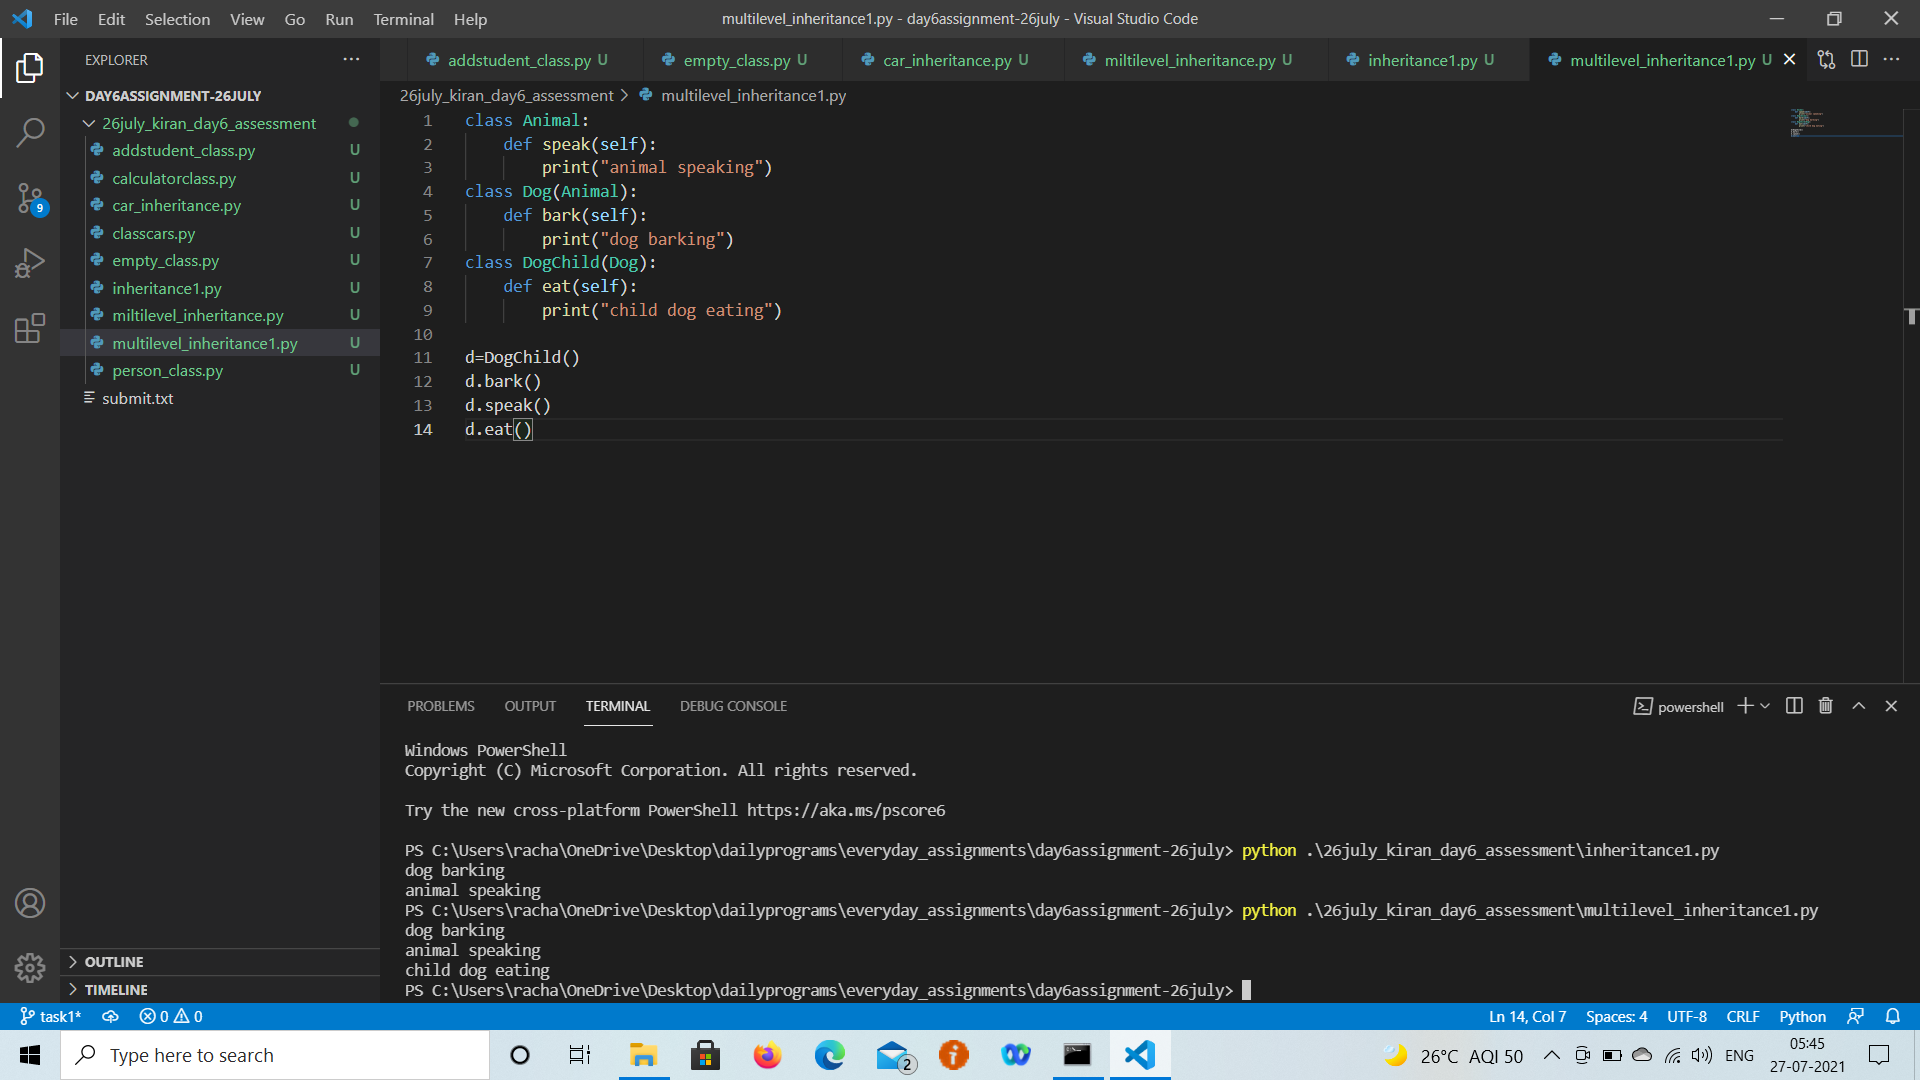 File Edit Selection View Go Run Terminal Help
multilevel_inheritance1.py - day6assignment-26july - Visual Studio Code
EXPLORER
DAY6ASSIGNMENT-26JULY
26july_kiran_day6_assessment
addstudent_class.py U
calculatorclass.py U
car_inheritance.py U
classcars.py U
empty_class.py U
inheritance1.py U
miltilevel_inheritance.py U
multilevel_inheritance1.py U
person_class.py U
submit.txt
9
OUTLINE
TIMELINE
addstudent_class.py U empty_class.py U car_inheritance.py U miltilevel_inheritance.py U inheritance1.py U multilevel_inheritance1.py U
26july_kiran_day6_assessment > multilevel_inheritance1.py
1 class Animal:
2 def speak(self):
3 print("animal speaking")
4 class Dog(Animal):
5 def bark(self):
6 print("dog barking")
7 class DogChild(Dog):
8 def eat(self):
9 print("child dog eating")
10
11 d=DogChild()
12 d.bark()
13 d.speak()
14 d.eat()
PROBLEMS OUTPUT TERMINAL DEBUG CONSOLE
powershell
Windows PowerShell
Copyright (C) Microsoft Corporation. All rights reserved.
Try the new cross-platform PowerShell https://aka.ms/pscore6
PS C:\Users\racha\OneDrive\Desktop\dailyprograms\everyday_assignments\day6assignment-26july> python .\26july_kiran_day6_assessment\inheritance1.py
dog barking
animal speaking
PS C:\Users\racha\OneDrive\Desktop\dailyprograms\everyday_assignments\day6assignment-26july> python .\26july_kiran_day6_assessment\multilevel_inheritance1.py
dog barking
animal speaking
child dog eating
PS C:\Users\racha\OneDrive\Desktop\dailyprograms\everyday_assignments\day6assignment-26july>
task1* 0 0
Ln 14, Col 7 Spaces: 4 UTF-8 CRLF Python
Type here to search
2
26°C AQI 50
ENG
05:45
27-07-2021